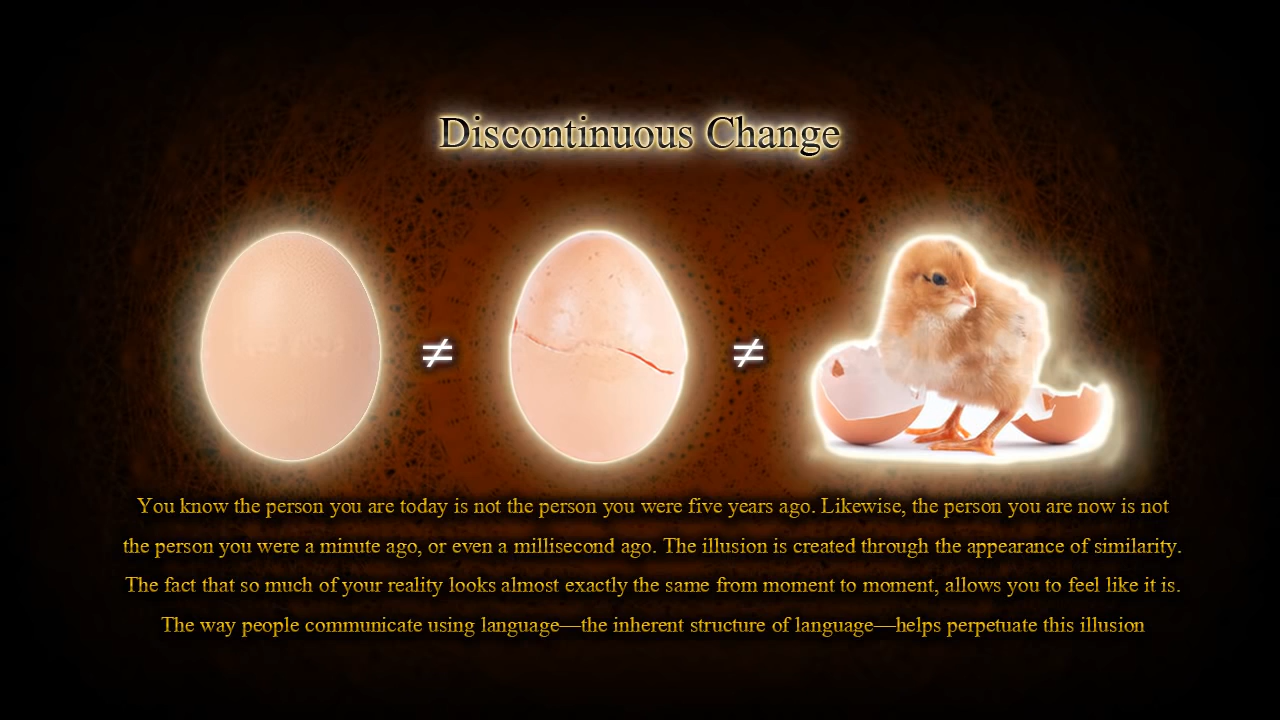 Discontinuous Change
≠ ≠
You know the person you are today is not the person you were five years ago. Likewise, the person you are now is not
the person you were a minute ago, or even a millisecond ago. The illusion is created through the appearance of similarity.
The fact that so much of your reality looks almost exactly the same from moment to moment, allows you to feel like it is.
The way people communicate using language—the inherent structure of language—helps perpetuate this illusion